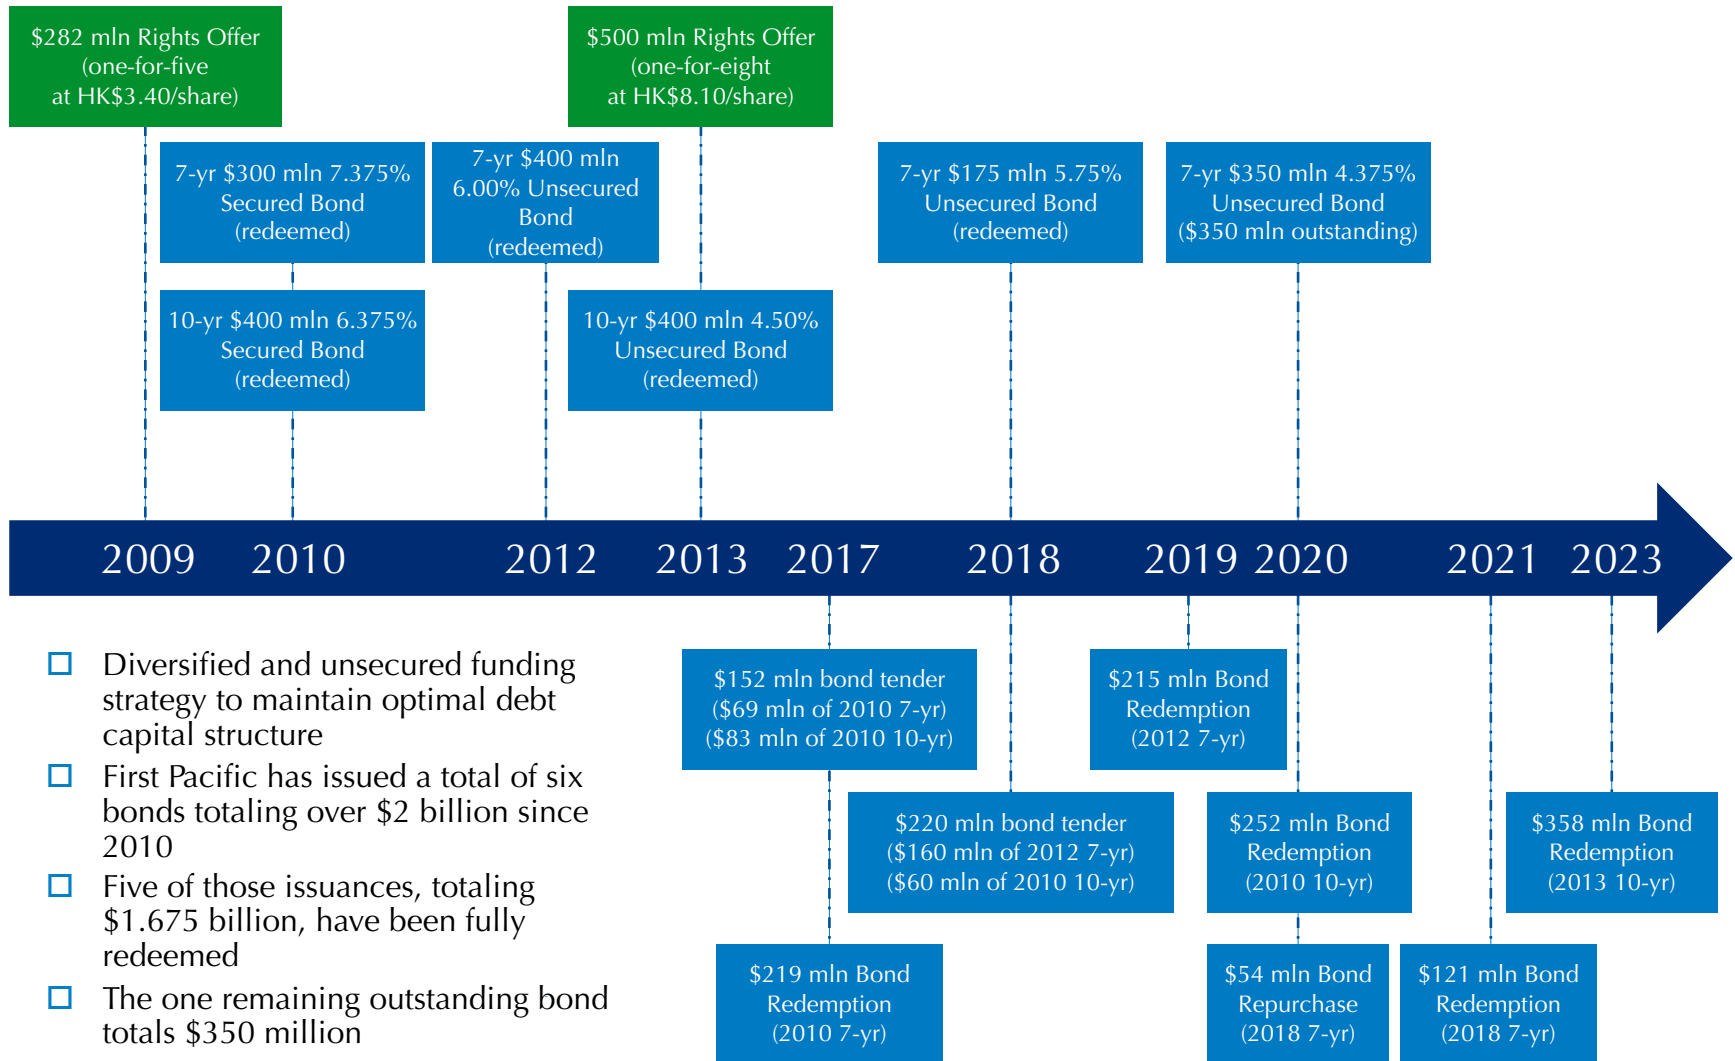 $282 mln Rights Offer
(one-for-five
at HK$3.40/share)
$500 mln Rights Offer
(one-for-eight
at HK$8.10/share)
7-yr $300 mln 7.375%
Secured Bond
(redeemed)
7-yr $400 mln
6.00% Unsecured
Bond
(redeemed)
7-yr $175 mln 5.75%
Unsecured Bond
(redeemed)
7-yr $350 mln 4.375%
Unsecured Bond
($350 mln outstanding)
10-yr $400 mln 6.375%
Secured Bond
(redeemed)
10-yr $400 mln 4.50%
Unsecured Bond
(redeemed)
2009 2010 2012 2013 2017 2018 2019 2020 2021 2023
Diversified and unsecured funding
strategy to maintain optimal debt
capital structure
First Pacific has issued a total of six
bonds totaling over $2 billion since
2010
Five of those issuances, totaling
$1.675 billion, have been fully
redeemed
The one remaining outstanding bond
totals $350 million
$152 mln bond tender
($69 mln of 2010 7-yr)
($83 mln of 2010 10-yr)
$215 mln Bond
Redemption
(2012 7-yr)
$220 mln bond tender
($160 mln of 2012 7-yr)
($60 mln of 2010 10-yr)
$252 mln Bond
Redemption
(2010 10-yr)
$358 mln Bond
Redemption
(2013 10-yr)
$219 mln Bond
Redemption
(2010 7-yr)
$54 mln Bond
Repurchase
(2018 7-yr)
$121 mln Bond
Redemption
(2018 7-yr)